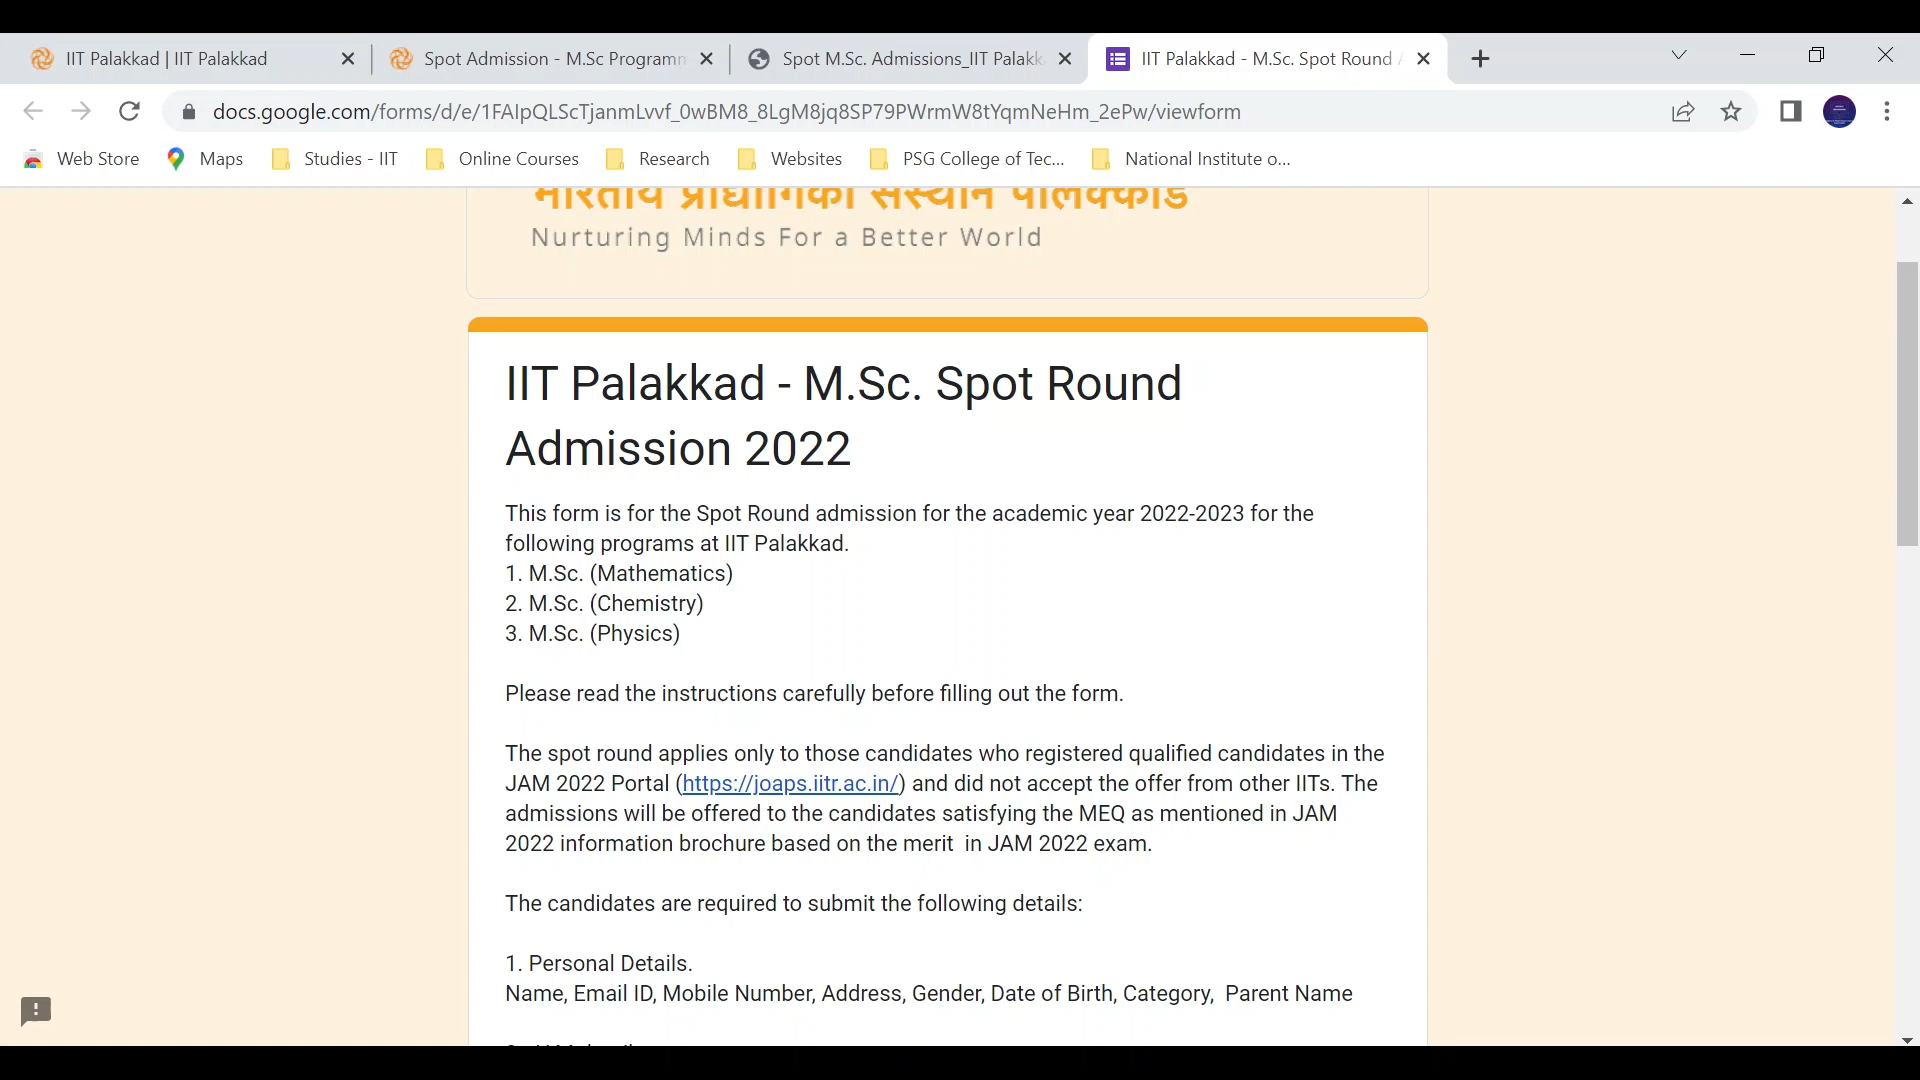 IIT Palakkad | IIT Palakkad
Spot Admission - M.Sc Programm
Spot M.Sc. Admissions_IIT Palakk
IIT Palakkad - M.Sc. Spot Round
docs.google.com/forms/d/e/1FAIpQLScTjanmLvvf_0wBM8_8LgM8jq8SP79PWrmW8tYqmNeHm_2ePw/viewform
Web Store
Maps
Studies - IIT
Online Courses
Research
Websites
PSG College of Tec...
National Institute o...
भारतीय प्रौद्योगिकी संस्थान पालक्काड
Nurturing Minds For a Better World
IIT Palakkad - M.Sc. Spot Round
Admission 2022
This form is for the Spot Round admission for the academic year 2022-2023 for the
following programs at IIT Palakkad.
1. M.Sc. (Mathematics)
2. M.Sc. (Chemistry)
3. M.Sc. (Physics)
Please read the instructions carefully before filling out the form.
The spot round applies only to those candidates who registered qualified candidates in the
JAM 2022 Portal (https://joaps.iitr.ac.in/) and did not accept the offer from other IITs. The
admissions will be offered to the candidates satisfying the MEQ as mentioned in JAM
2022 information brochure based on the merit  in JAM 2022 exam.
The candidates are required to submit the following details:
1. Personal Details.
Name, Email ID, Mobile Number, Address, Gender, Date of Birth, Category,  Parent Name